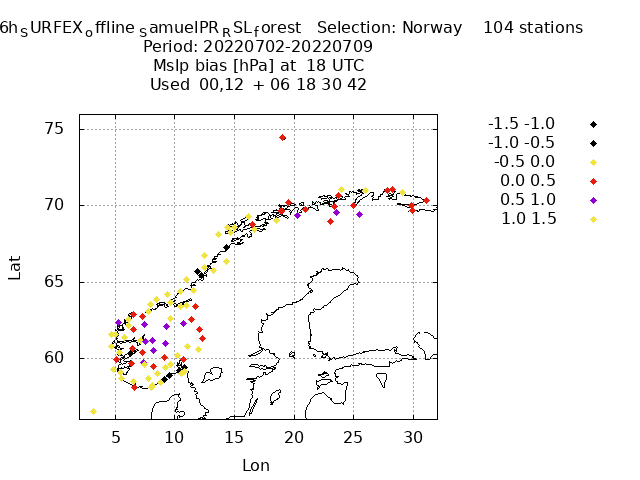 6h_SURFEX_offline_SamuelPR_RSL_forest Selection: Norway 104 stations
Period: 20220702-20220709
Mslp bias [hPa] at 18 UTC
Used 00,12 + 06 18 30 42
-1.5 -1.0
-1.0 -0.5
-0.5 0.0
0.0 0.5
0.5 1.0
1.0 1.5
75
70
65
60
Lat
5 10 15 20 25 30
Lon